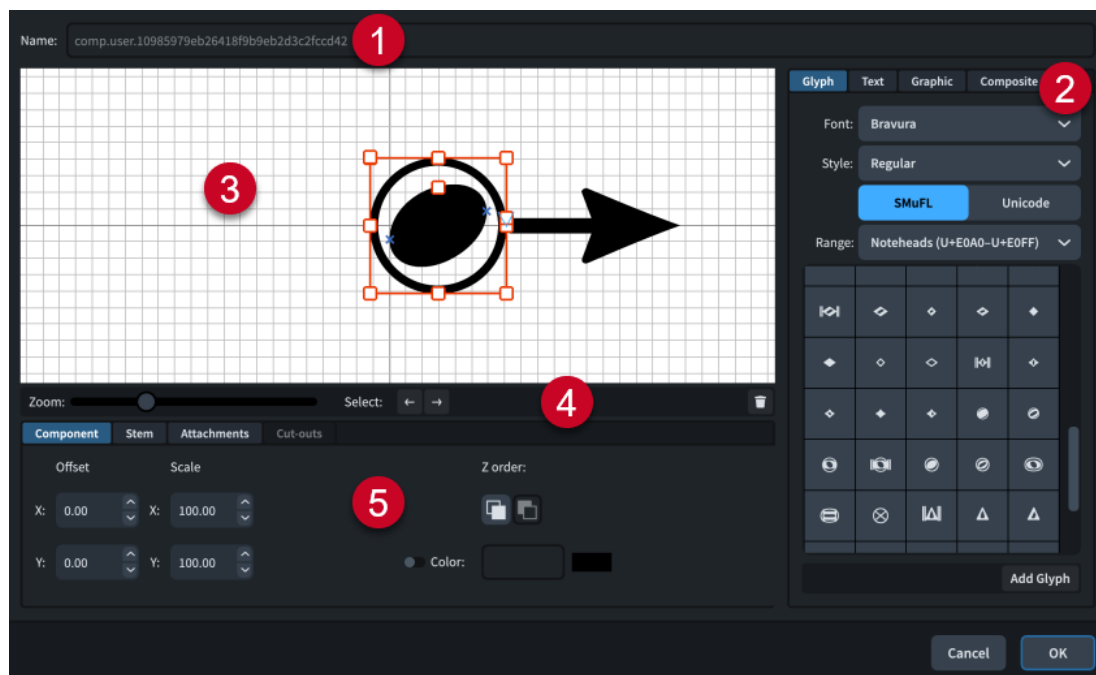 Name: comp.user.10985979eb26418f9b9eb2d3c2fccd42 1
Glyph Text Graphic Composite 2
Font: Bravura
Style: Regular
SMuFL Unicode
Range: Noteheads (U+E0A0–U+E0FF)
3
Zoom: Select: ← → 4
Component Stem Attachments Cut-outs
Offset Scale Z order:
X: 0.00 X: 100.00 5
Y: 0.00 Y: 100.00 Color:
Add Glyph
Cancel OK